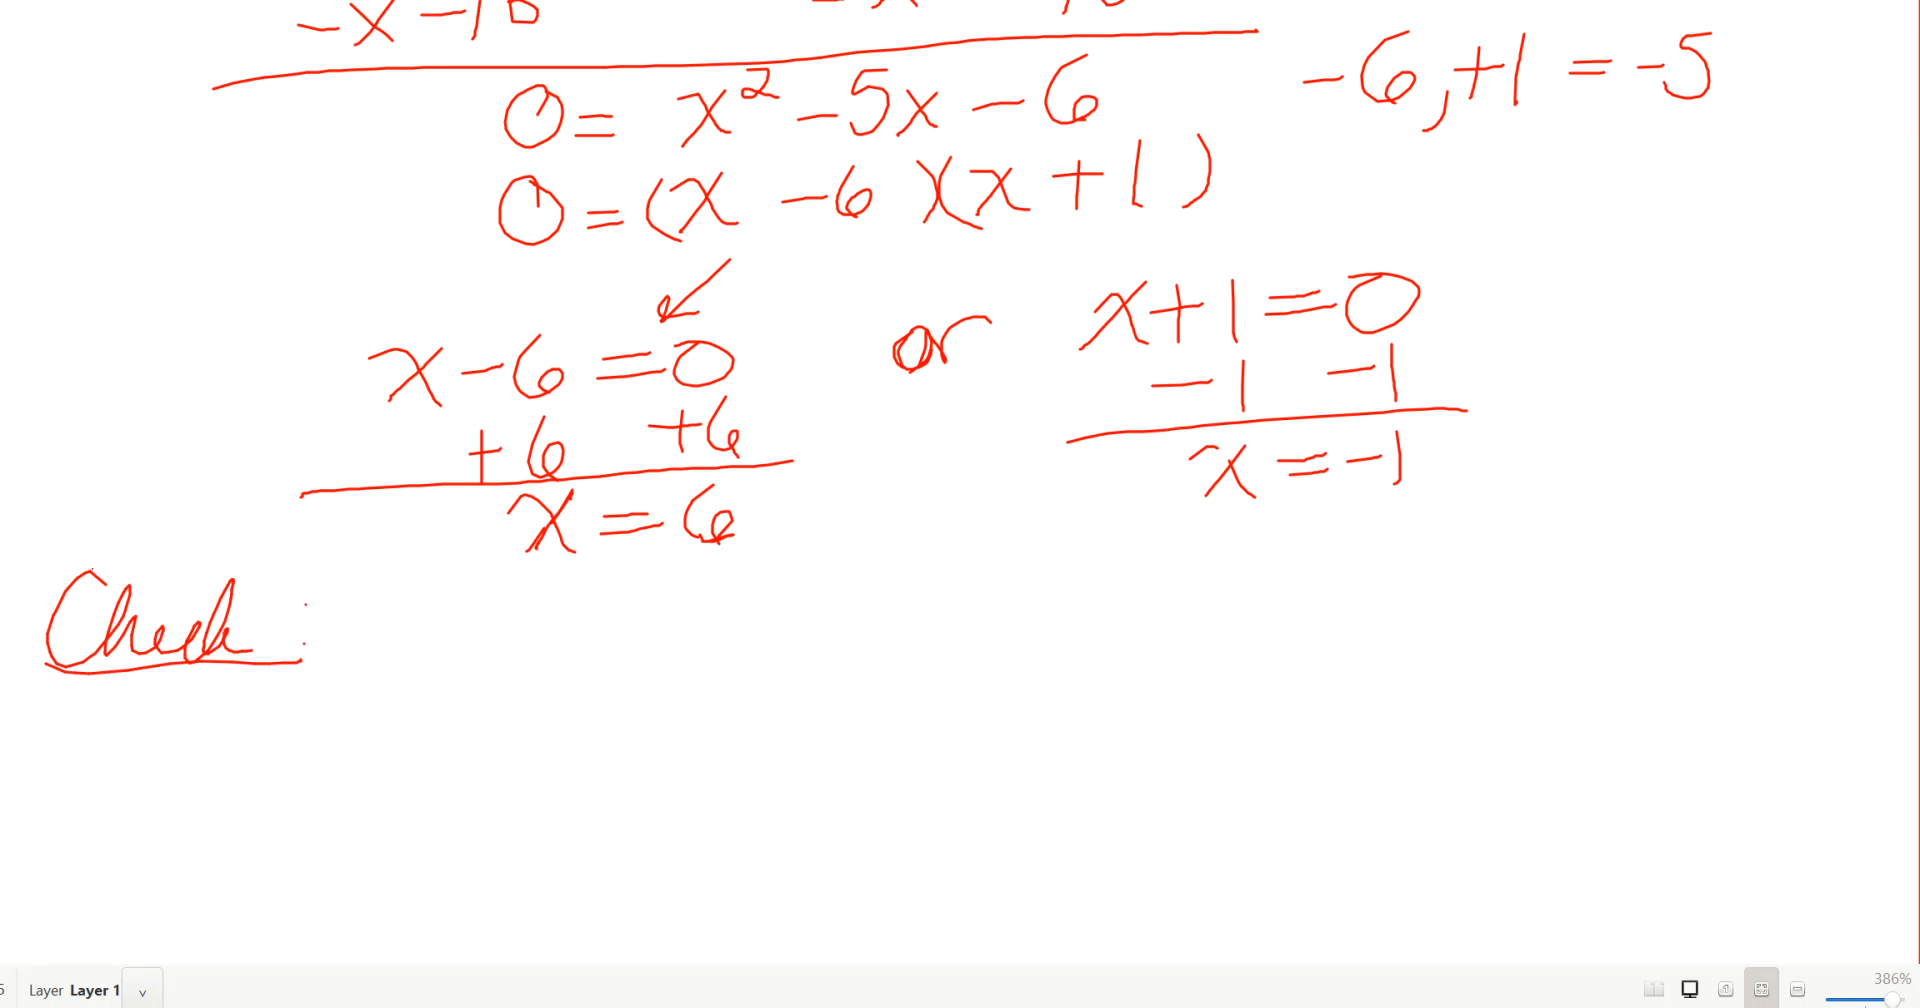 -x-10
0 = x² -5x -6
-6, +1 = -5
0 = (x -6)(x +1)
x -6 = 0
or
x+1=0
+6 +6
-1 -1
x = 6
x = -1
Check:
Layer Layer 1
386%